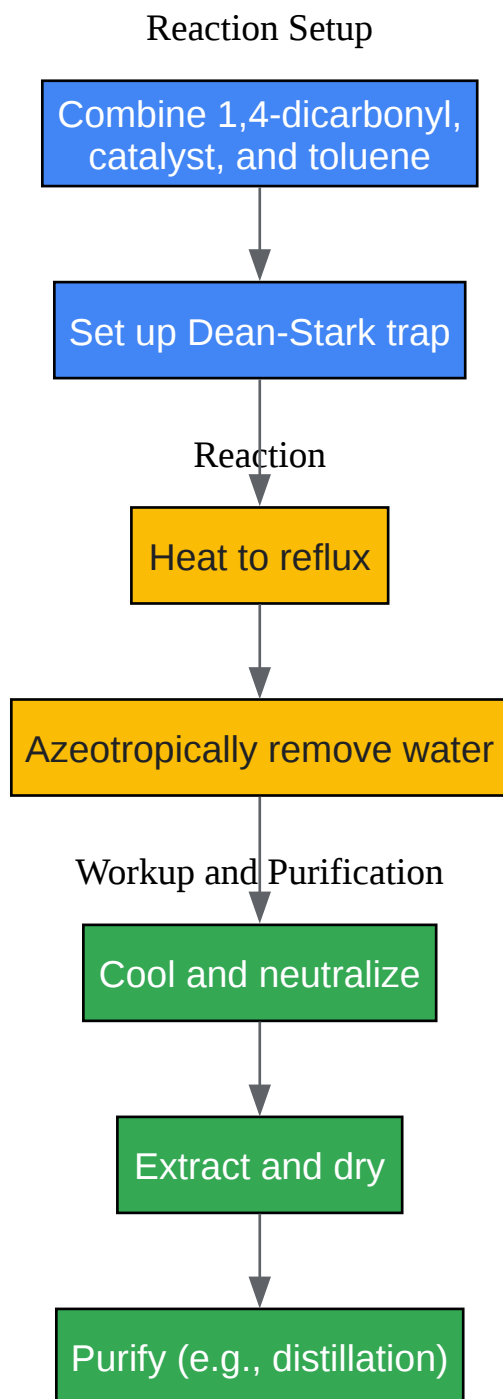 Reaction Setup
Combine 1,4-dicarbonyl,
catalyst, and toluene
Set up Dean-Stark trap
Reaction
Heat to reflux
Azeotropically remove water
Workup and Purification
Cool and neutralize
Extract and dry
Purify (e.g., distillation)